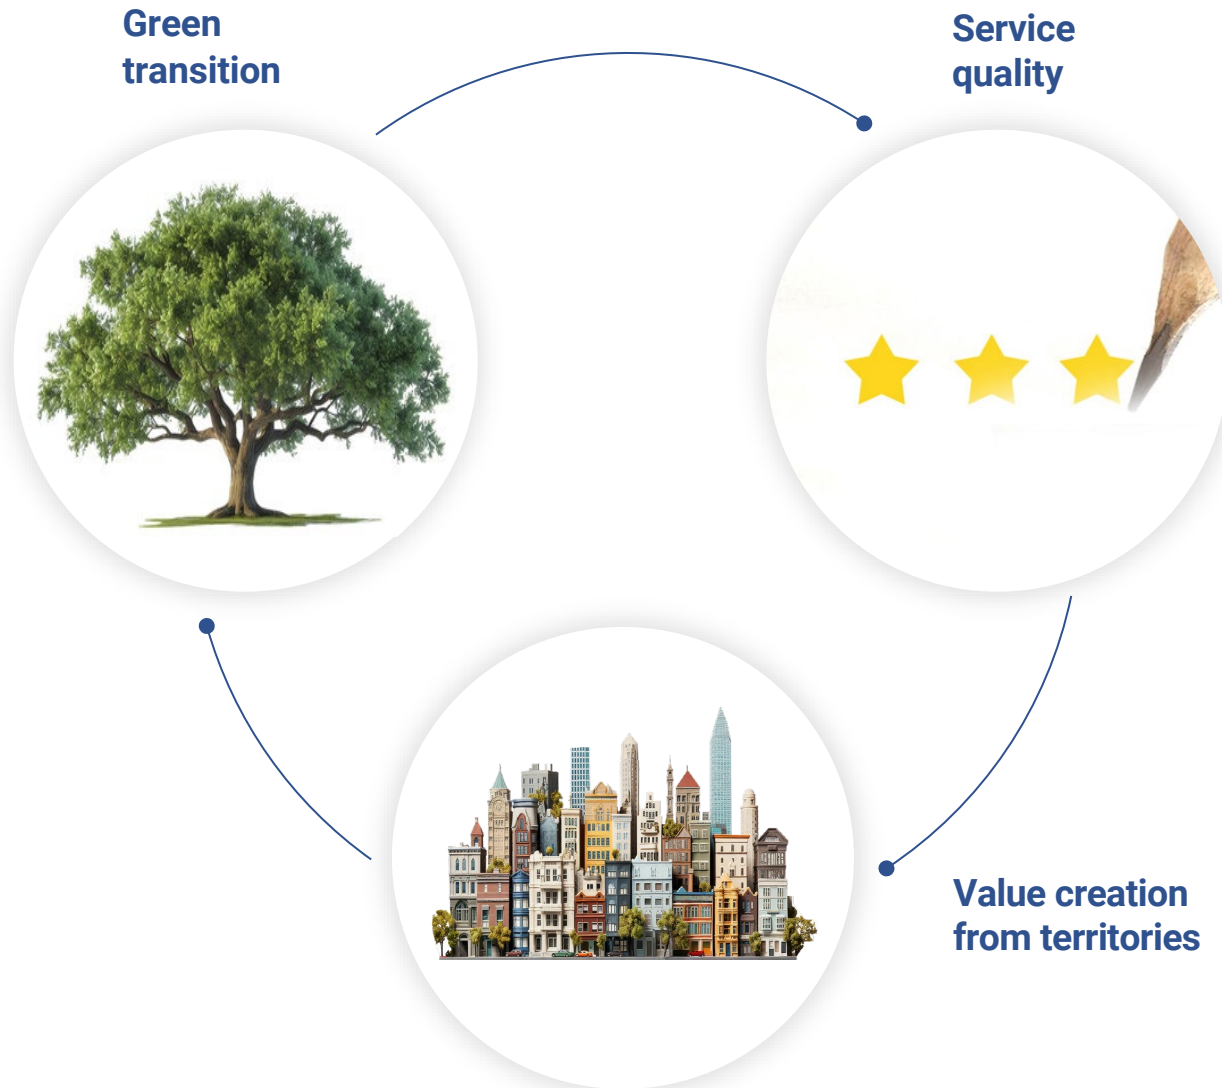 Green
transition
Service
quality
Value creation
from territories